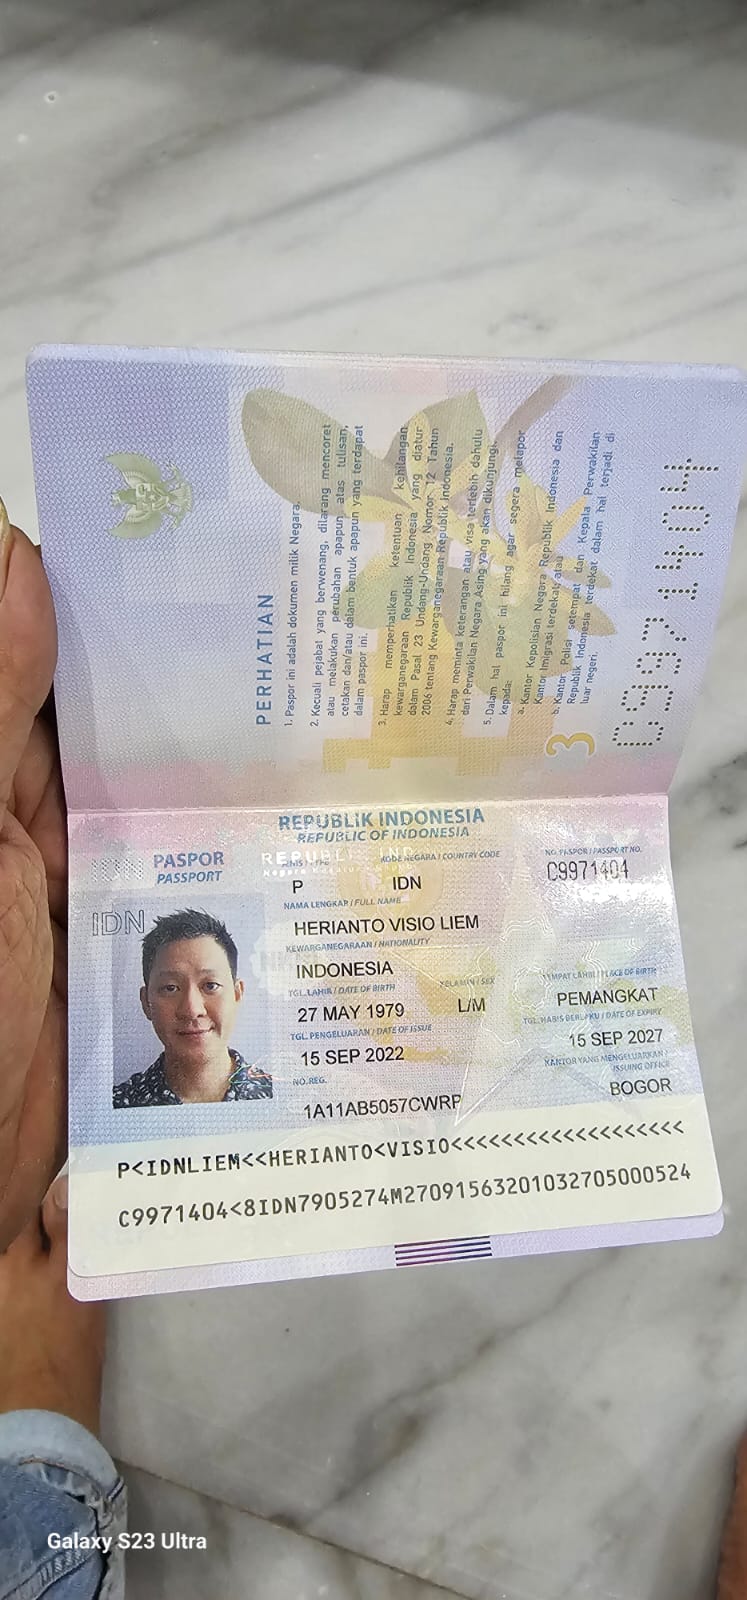 PERHATIAN
1. Paspor ini adalah dokumen milik Negara.
2. Kecuali pejabat yang berwenang, dilarang mencoret
atau melakukan perubahan apapun atas tulisan,
cetakan dan/atau dalam bentuk apapun yang terdapat
dalam paspor ini.
3. Harap memperhatikan ketentuan kehilangan
kewarganegaraan Republik Indonesia yang diatur
dalam Pasal 23 Undang-Undang Nomor 12 Tahun
2006 tentang Kewarganegaraan Republik Indonesia.
4. Harap meminta keterangan atau visa terlebih dahulu
dari Perwakilan Negara Asing yang akan dikunjungi.
5. Dalam hal paspor ini hilang agar segera melapor
kepada:
a. Kantor Kepolisian Negara Republik Indonesia dan
Kantor Imigrasi terdekat; atau
b. Kantor Polisi setempat dan Kepala Perwakilan
Republik Indonesia terdekat dalam hal terjadi di
luar negeri.
3
C9971404
REPUBLIK INDONESIA
REPUBLIC OF INDONESIA
IDN
PASPOR
PASSPORT
JENIS / TYPE
KODE NEGARA / COUNTRY CODE
NO. PASPOR / PASSPORT NO.
P
IDN
C9971404
IDN
NAMA LENGKAP / FULL NAME
HERIANTO VISIO LIEM
KEWARGANEGARAAN / NATIONALITY
INDONESIA
TGL. LAHIR / DATE OF BIRTH
KELAMIN / SEX
TEMPAT LAHIR / PLACE OF BIRTH
27 MAY 1979
L/M
PEMANGKAT
TGL. PENGELUARAN / DATE OF ISSUE
TGL. HABIS BERLAKU / DATE OF EXPIRY
15 SEP 2022
15 SEP 2027
NO. REG.
KANTOR YANG MENGELUARKAN /
ISSUING OFFICE
1A11AB5057CWRP
BOGOR
P<IDNLIEM<<HERIANTO<VISIO<<<<<<<<<<<<<<<<<<<
C9971404<8IDN7905274M2709156320103270500­0524
Galaxy S23 Ultra